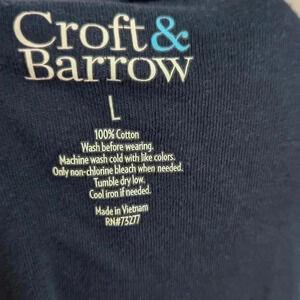 Croft&
Barrow
L
100% Cotton
Wash before wearing.
Machine wash cold with like colors.
Only non-chlorine bleach when needed.
Tumble dry low.
Cool iron if needed.
Made in Vietnam
RN#73277